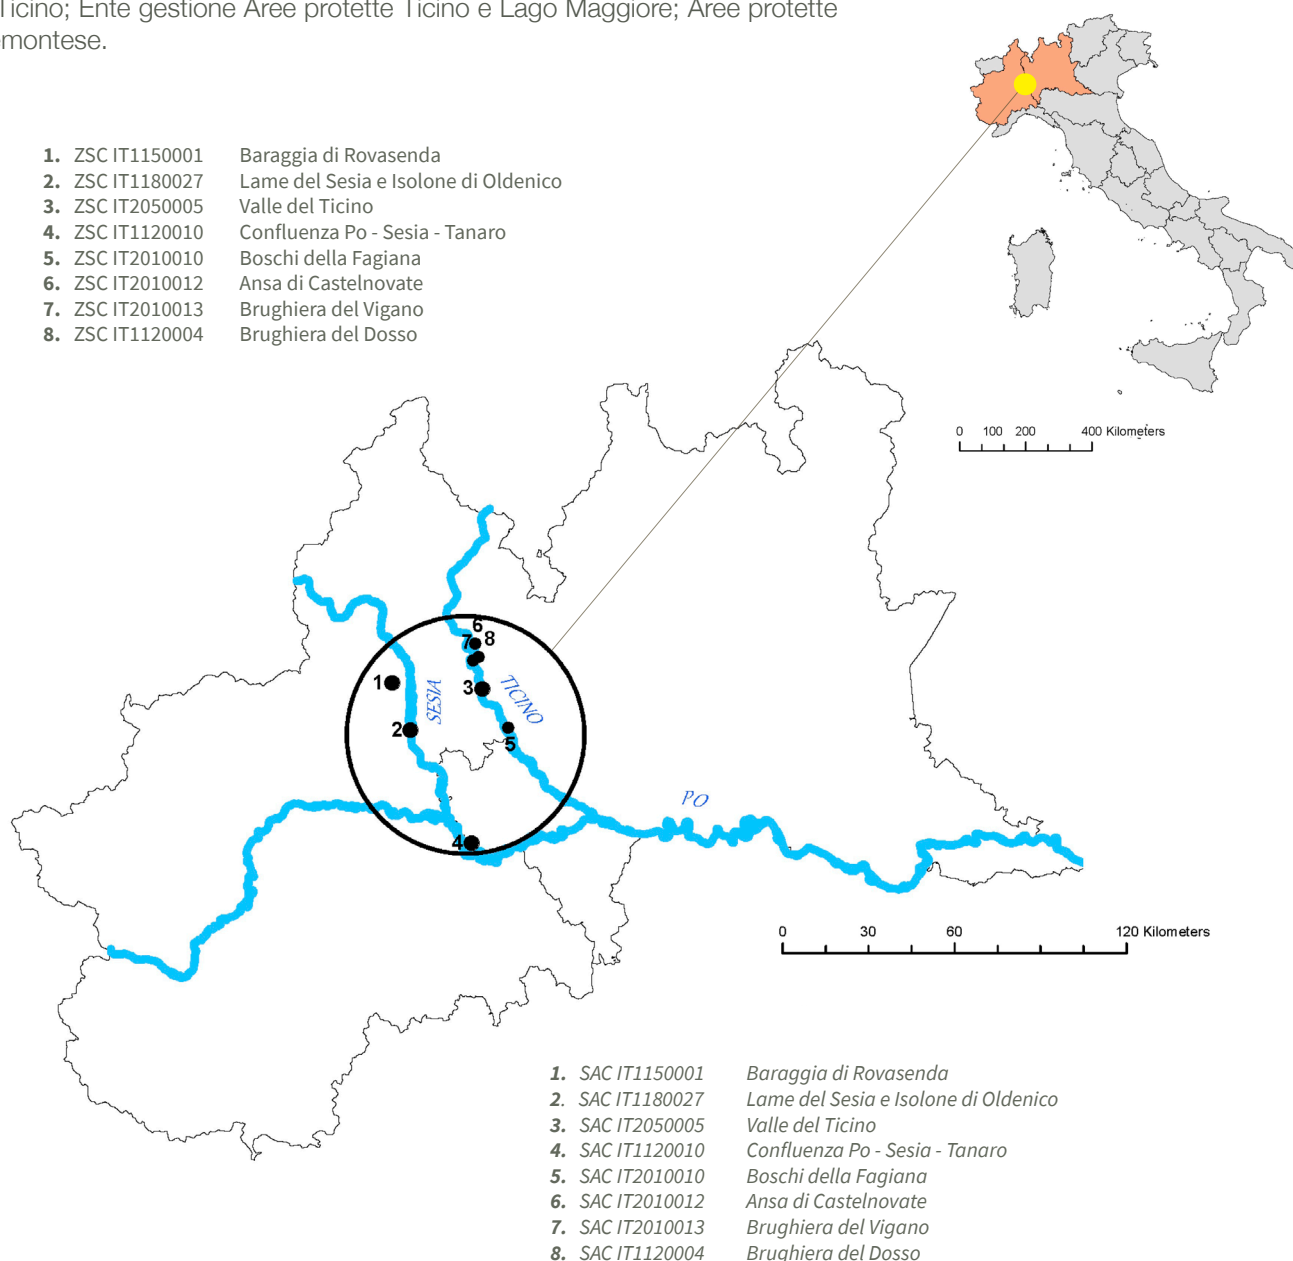 Ticino; Ente gestione Aree protette Ticino e Lago Maggiore; Aree protette
montese.
1. ZSC IT1150001 Baraggia di Rovasenda
2. ZSC IT1180027 Lame del Sesia e Isolone di Oldenico
3. ZSC IT2050005 Valle del Ticino
4. ZSC IT1120010 Confluenza Po - Sesia - Tanaro
5. ZSC IT2010010 Boschi della Fagiana
6. ZSC IT2010012 Ansa di Castelnovate
7. ZSC IT2010013 Brughiera del Vigano
8. ZSC IT1120004 Brughiera del Dosso
0 100 200 400 Kilometers
6
7 8
1
3
SESIA
TICINO
2
5
PO
4
0 30 60 120 Kilometers
1. SAC IT1150001 Baraggia di Rovasenda
2. SAC IT1180027 Lame del Sesia e Isolone di Oldenico
3. SAC IT2050005 Valle del Ticino
4. SAC IT1120010 Confluenza Po - Sesia - Tanaro
5. SAC IT2010010 Boschi della Fagiana
6. SAC IT2010012 Ansa di Castelnovate
7. SAC IT2010013 Brughiera del Vigano
8. SAC IT1120004 Brughiera del Dosso